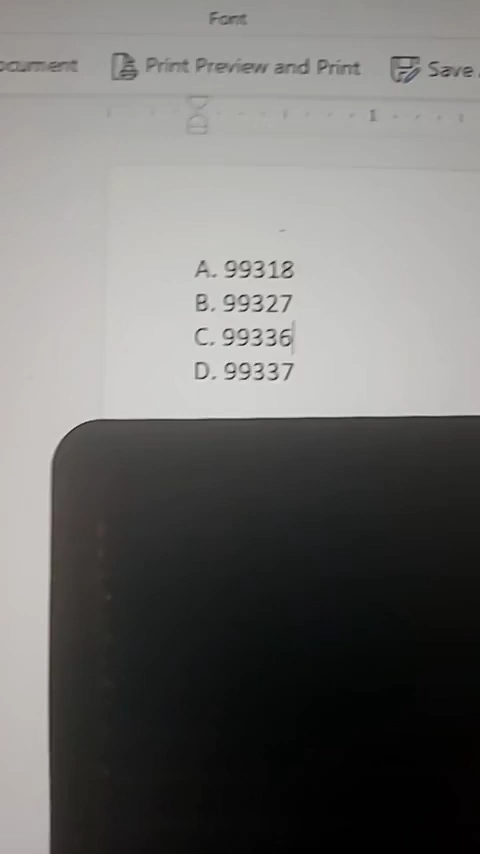 Font
Print Preview and Print Save
1
A. 99318
B. 99327
C. 99336
D. 99337